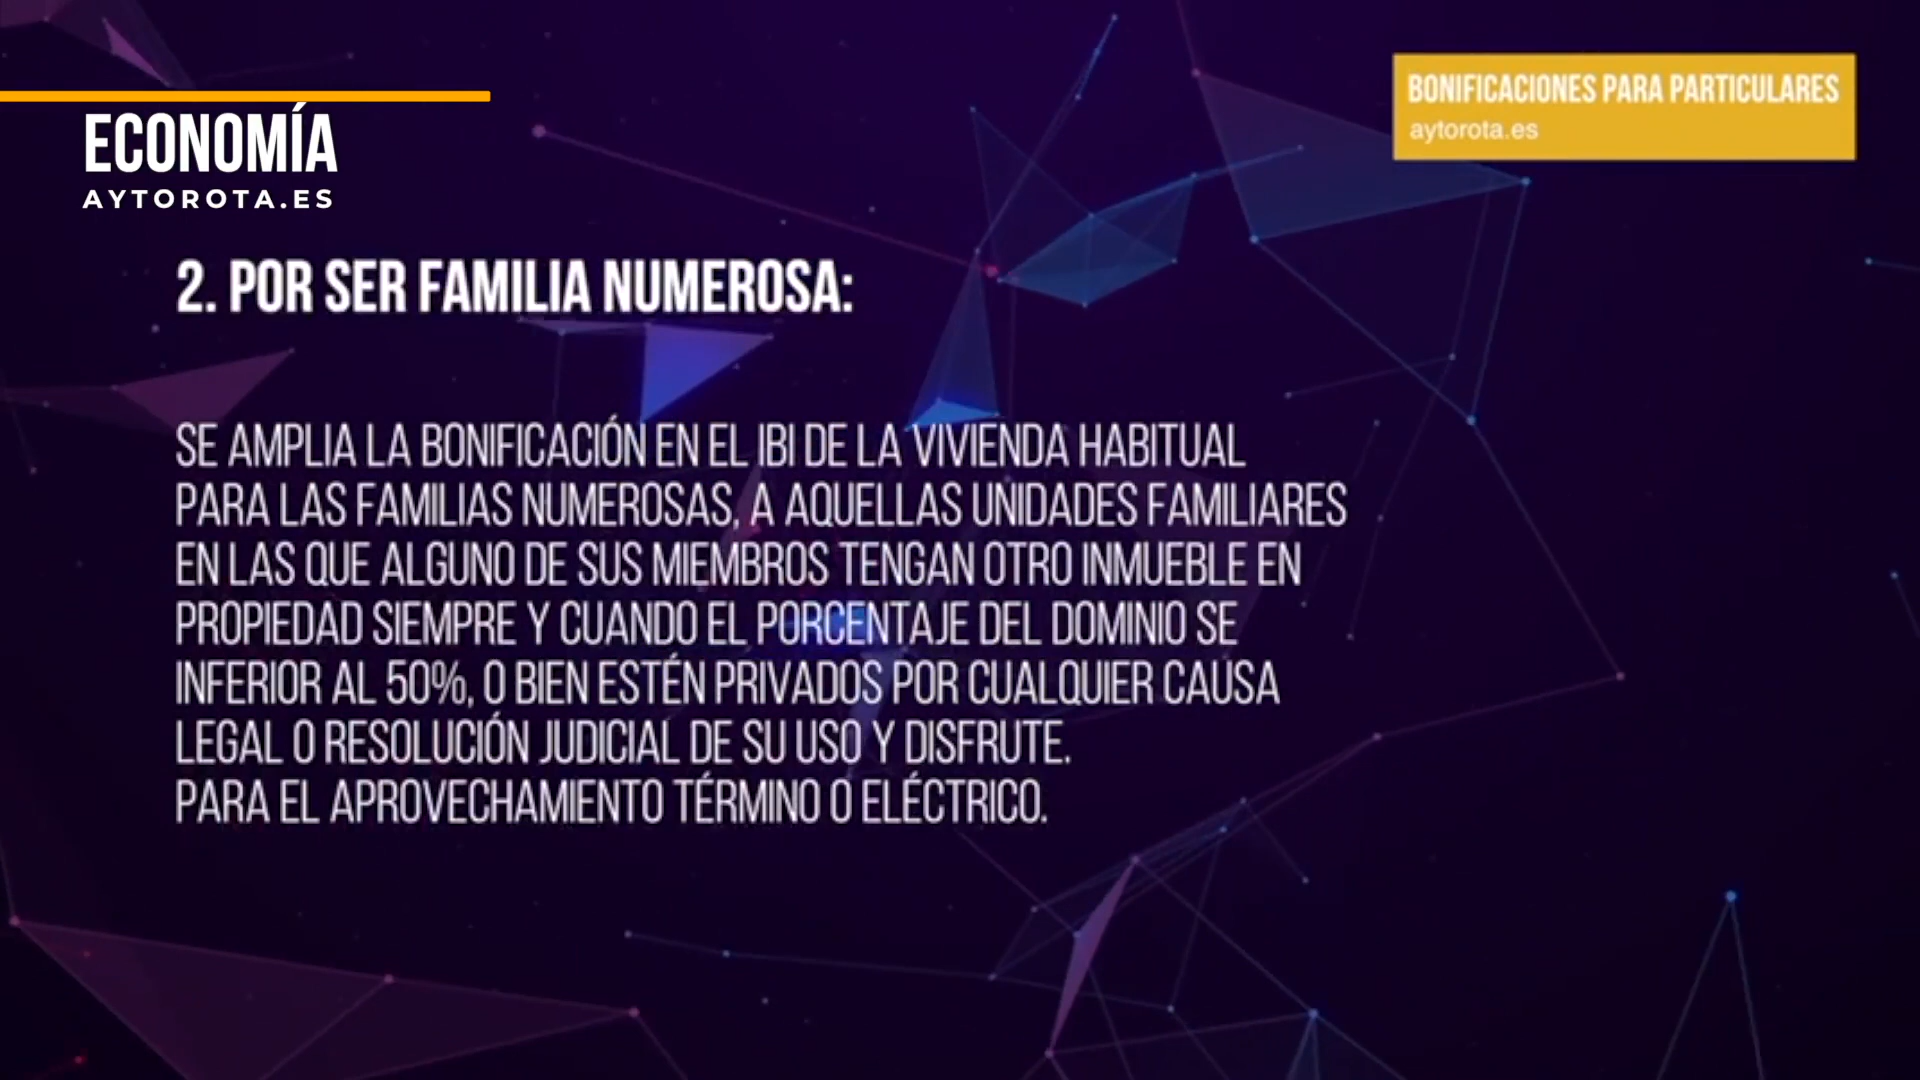 ECONOMÍA
AYTOROTA.ES
BONIFICACIONES PARA PARTICULARES
aytorota.es
2. POR SER FAMILIA NUMEROSA:
SE AMPLIA LA BONIFICACIÓN EN EL IBI DE LA VIVIENDA HABITUAL
PARA LAS FAMILIAS NUMEROSAS, A AQUELLAS UNIDADES FAMILIARES
EN LAS QUE ALGUNO DE SUS MIEMBROS TENGAN OTRO INMUEBLE EN
PROPIEDAD SIEMPRE Y CUANDO EL PORCENTAJE DEL DOMINIO SE
INFERIOR AL 50%, O BIEN ESTÉN PRIVADOS POR CUALQUIER CAUSA
LEGAL O RESOLUCIÓN JUDICIAL DE SU USO Y DISFRUTE.
PARA EL APROVECHAMIENTO TÉRMINO O ELÉCTRICO.